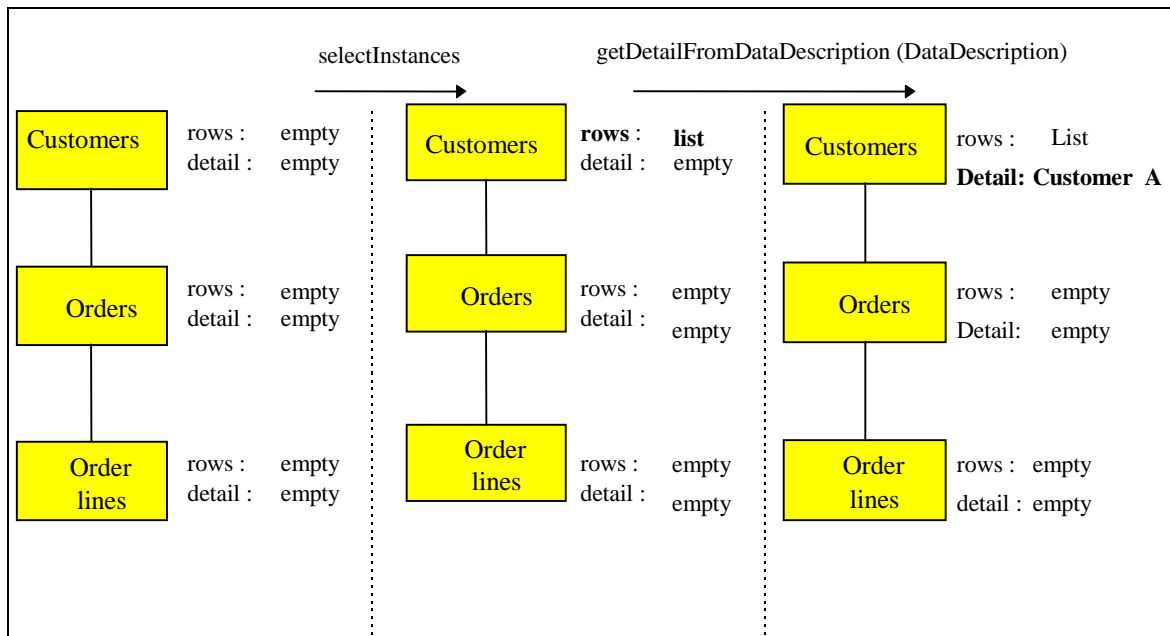 selectInstances
getDetailFromDataDescription (DataDescription)
Customers
rows : empty
detail : empty
Orders
rows : empty
detail : empty
Order
lines
rows : empty
detail : empty
Customers
rows : list
detail : empty
Orders
rows : empty
detail :
empty
Order
lines
rows : empty
detail :
empty
Customers
rows : List
Detail: Customer A
Orders
rows : empty
Detail: empty
Order
lines
rows : empty
detail : empty